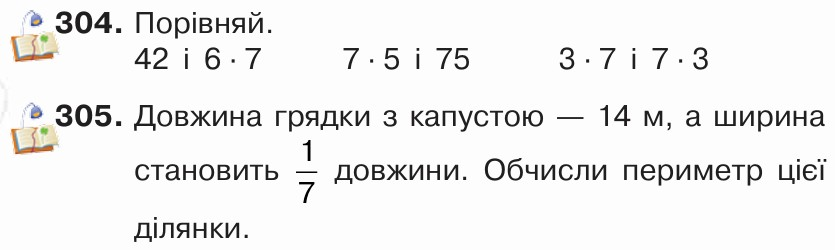 304. Порівняй.
42 і 6 · 7 7 · 5 і 75 3 · 7 і 7 · 3
305. Довжина грядки з капустою — 14 м, а ширина
становить 1/7 довжини. Обчисли периметр цієї
ділянки.